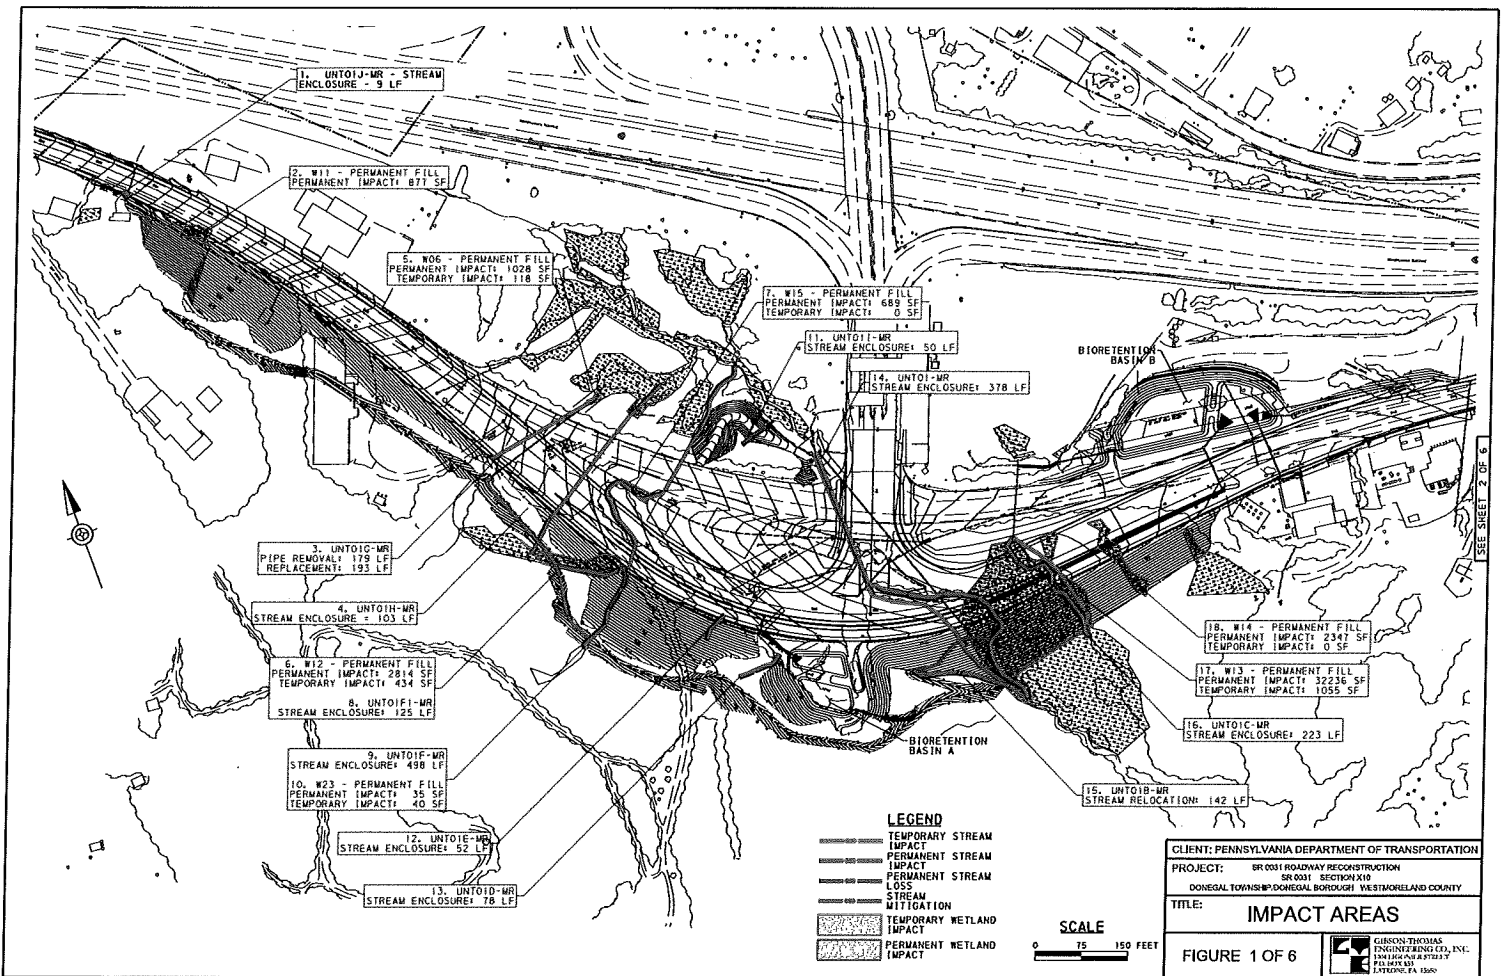 1. UNT01J-MR - STREAM
ENCLOSURE - 9 LF
2. W11 - PERMANENT FILL
PERMANENT IMPACT: 877 SF
5. W06 - PERMANENT FILL
PERMANENT IMPACT: 1028 SF
TEMPORARY IMPACT: 118 SF
7. W15 - PERMANENT FILL
PERMANENT IMPACT: 689 SF
TEMPORARY IMPACT: 0 SF
11. UNT01I-MR
STREAM ENCLOSURE: 50 LF
14. UNT01-MR
STREAM ENCLOSURE: 378 LF
BIORETENTION
BASIN B
SEE SHEET 2 OF 6
3. UNT01G-MR
PIPE REMOVAL: 179 LF
REPLACEMENT: 193 LF
4. UNT01H-MR
STREAM ENCLOSURE = 103 LF
6. W12 - PERMANENT FILL
PERMANENT IMPACT: 2814 SF
TEMPORARY IMPACT: 434 SF
8. UNT01F1-MR
STREAM ENCLOSURE: 125 LF
9. UNT01F-MR
STREAM ENCLOSURE: 498 LF
10. W23 - PERMANENT FILL
PERMANENT IMPACT: 35 SF
TEMPORARY IMPACT: 40 SF
12. UNT01E-MR
STREAM ENCLOSURE: 52 LF
13. UNT01D-MR
STREAM ENCLOSURE: 78 LF
18. W14 - PERMANENT FILL
PERMANENT IMPACT: 2347 SF
TEMPORARY IMPACT: 0 SF
17. W13 - PERMANENT FILL
PERMANENT IMPACT: 32236 SF
TEMPORARY IMPACT: 1055 SF
16. UNT01C-MR
STREAM ENCLOSURE: 223 LF
15. UNT01B-MR
STREAM RELOCATION: 142 LF
BIORETENTION
BASIN A
LEGEND
TEMPORARY STREAM
IMPACT
PERMANENT STREAM
IMPACT
PERMANENT STREAM
LOSS
STREAM
MITIGATION
TEMPORARY WETLAND
IMPACT
PERMANENT WETLAND
IMPACT
SCALE
0 75 150 FEET
CLIENT: PENNSYLVANIA DEPARTMENT OF TRANSPORTATION
PROJECT: SR 0031 ROADWAY RECONSTRUCTION
SR 0031 SECTION X10
DONEGAL TOWNSHIP/DONEGAL BOROUGH WESTMORELAND COUNTY
TITLE:
IMPACT AREAS
FIGURE 1 OF 6
GIBSON-THOMAS
ENGINEERING CO., INC.
1004 LIGONIER STREET
P.O. BOX 853
LATROBE, PA 15650